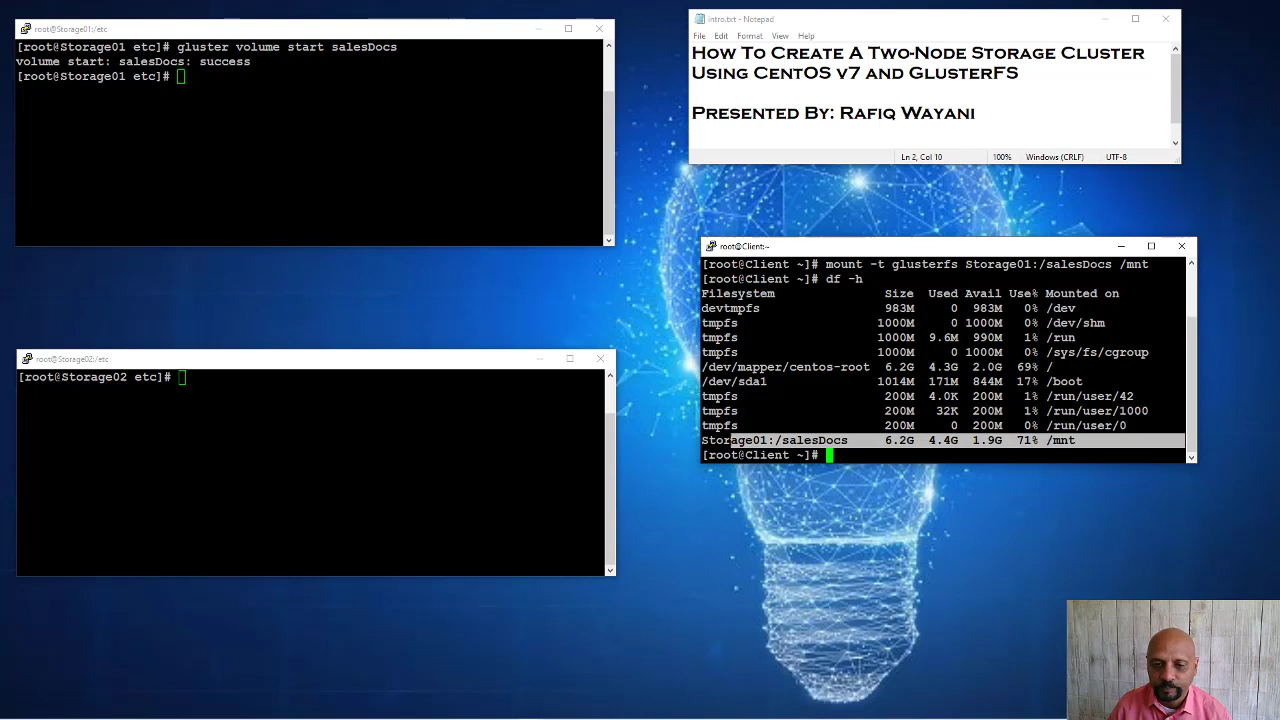 root@Storage01:/etc
[root@Storage01 etc]# gluster volume start salesDocs
volume start: salesDocs: success
[root@Storage01 etc]#
intro.txt - Notepad
File Edit Format View Help
How To Create A Two-Node Storage Cluster
Using CentOS v7 and GlusterFS
Presented By: Rafiq Wayani
Ln 2, Col 10 100% Windows (CRLF) UTF-8
root@Client:~
[root@Client ~]# mount -t glusterfs Storage01:/salesDocs /mnt
[root@Client ~]# df -h
Filesystem Size Used Avail Use% Mounted on
devtmpfs 983M 0 983M 0% /dev
tmpfs 1000M 0 1000M 0% /dev/shm
tmpfs 1000M 9.6M 990M 1% /run
tmpfs 1000M 0 1000M 0% /sys/fs/cgroup
/dev/mapper/centos-root 6.2G 4.3G 2.0G 69% /
/dev/sda1 1014M 171M 844M 17% /boot
tmpfs 200M 4.0K 200M 1% /run/user/42
tmpfs 200M 32K 200M 1% /run/user/1000
tmpfs 200M 0 200M 0% /run/user/0
Storage01:/salesDocs 6.2G 4.4G 1.9G 71% /mnt
[root@Client ~]#
root@Storage02:/etc
[root@Storage02 etc]#